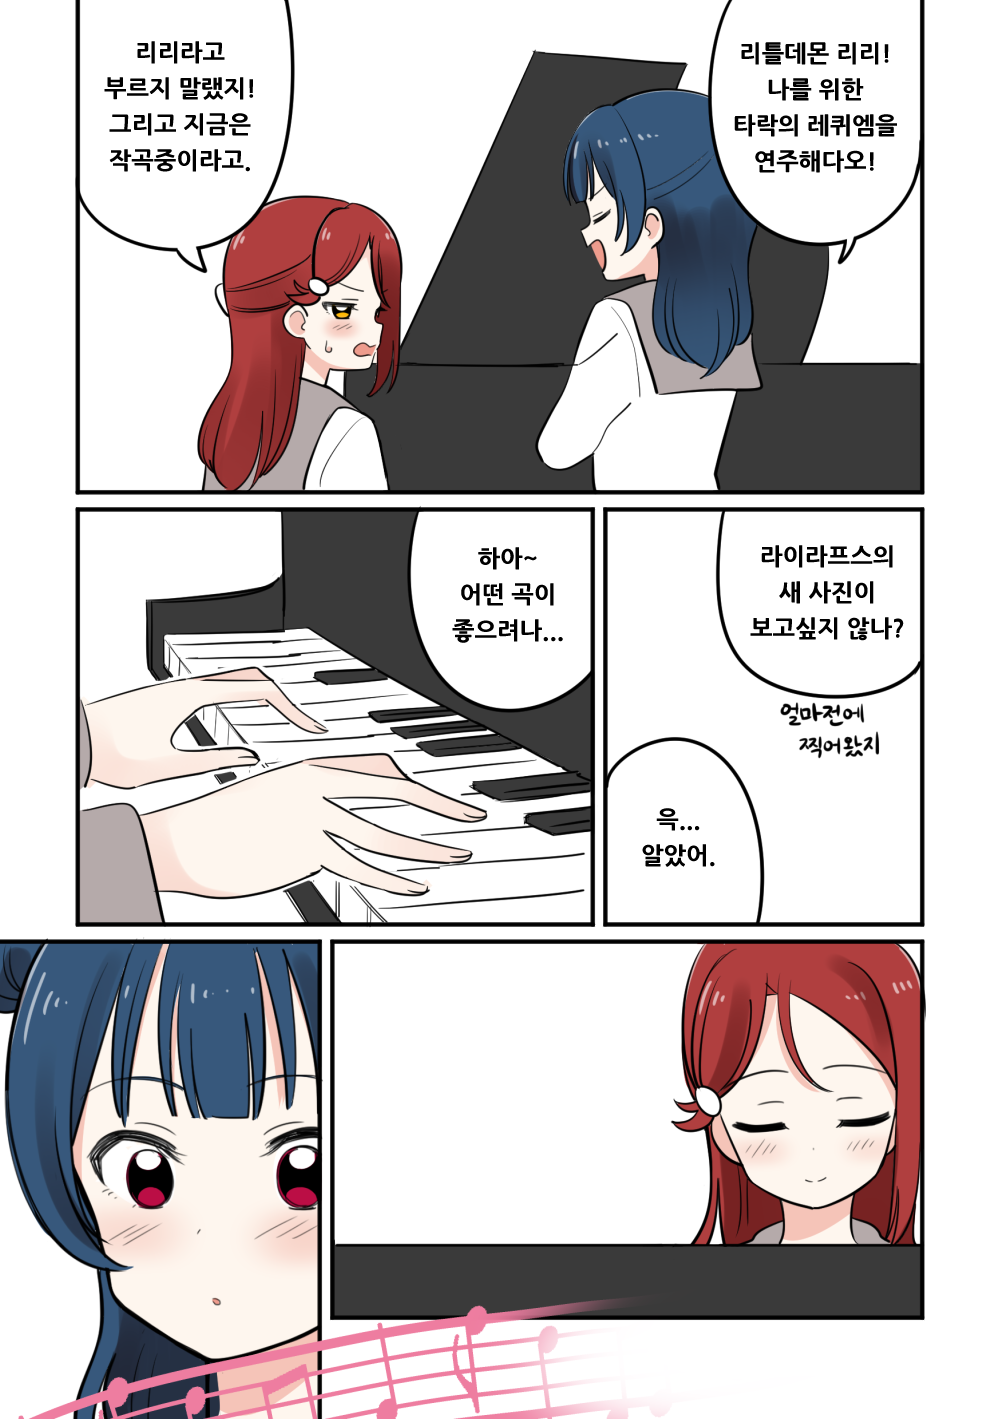 리틀데몬 리리!
나를 위한
타락의 레퀴엠을
연주해다오!
리리라고
부르지 말랬지!
그리고 지금은
작곡중이라고.
라이라프스의
새 사진이
보고싶지 않나?
얼마전에
찍어왔지
윽...
알았어.
하아~
어떤 곡이
좋으려나...